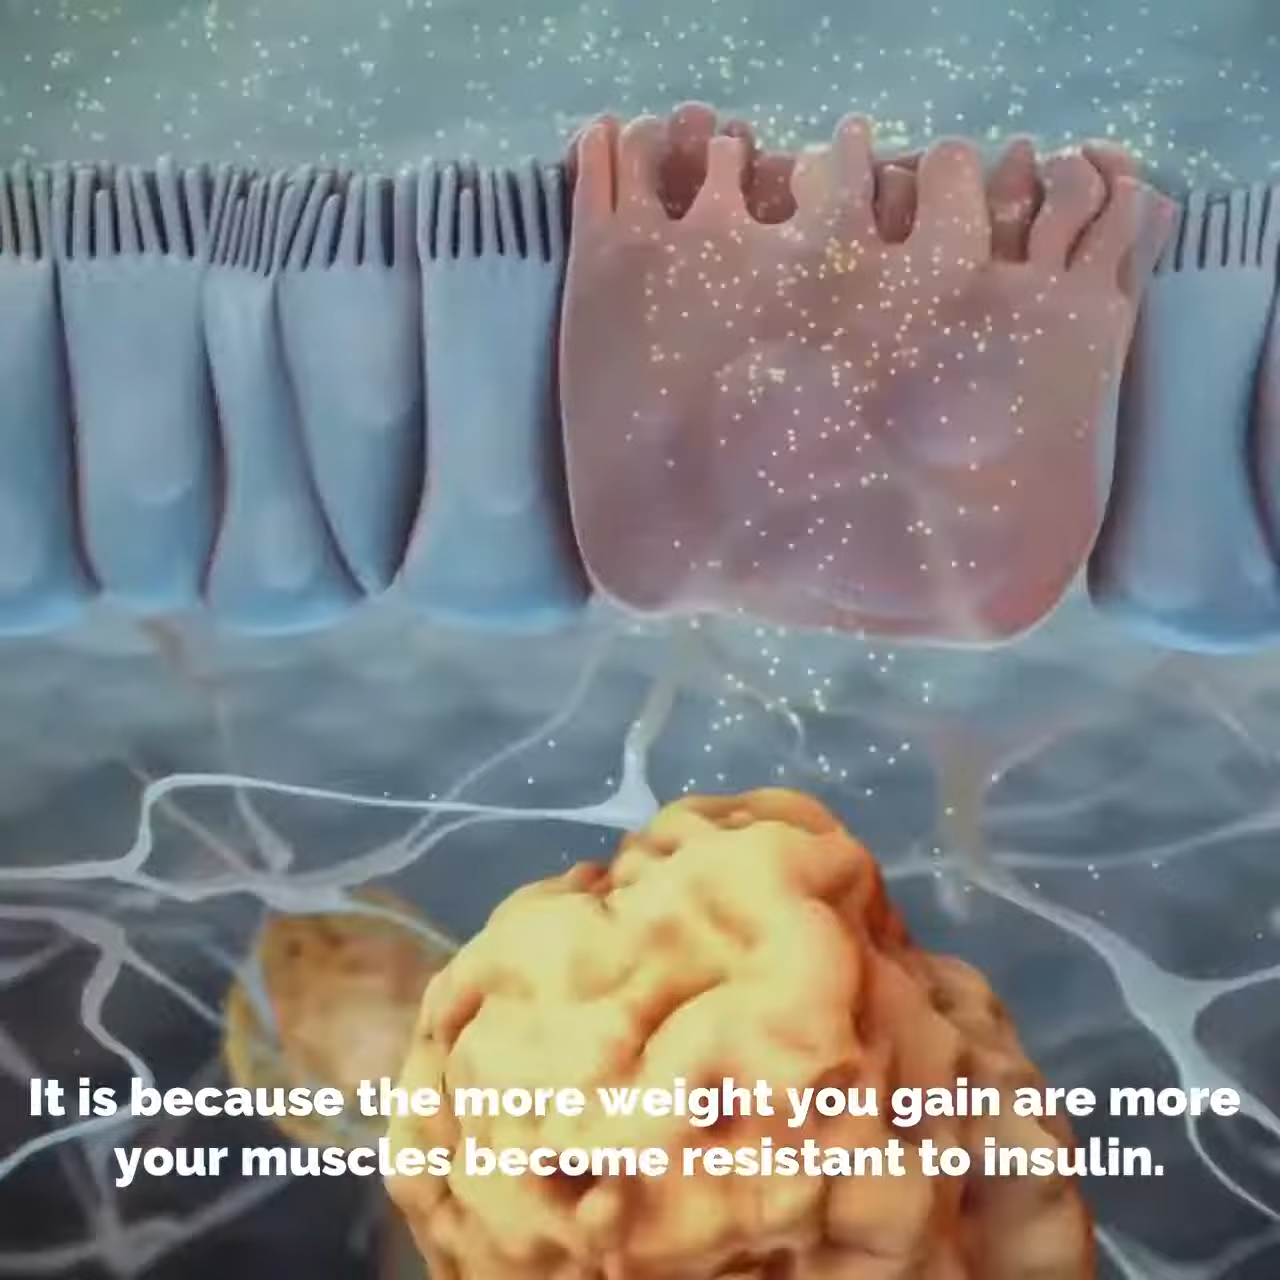 It is because the more weight you gain are more
your muscles become resistant to insulin.